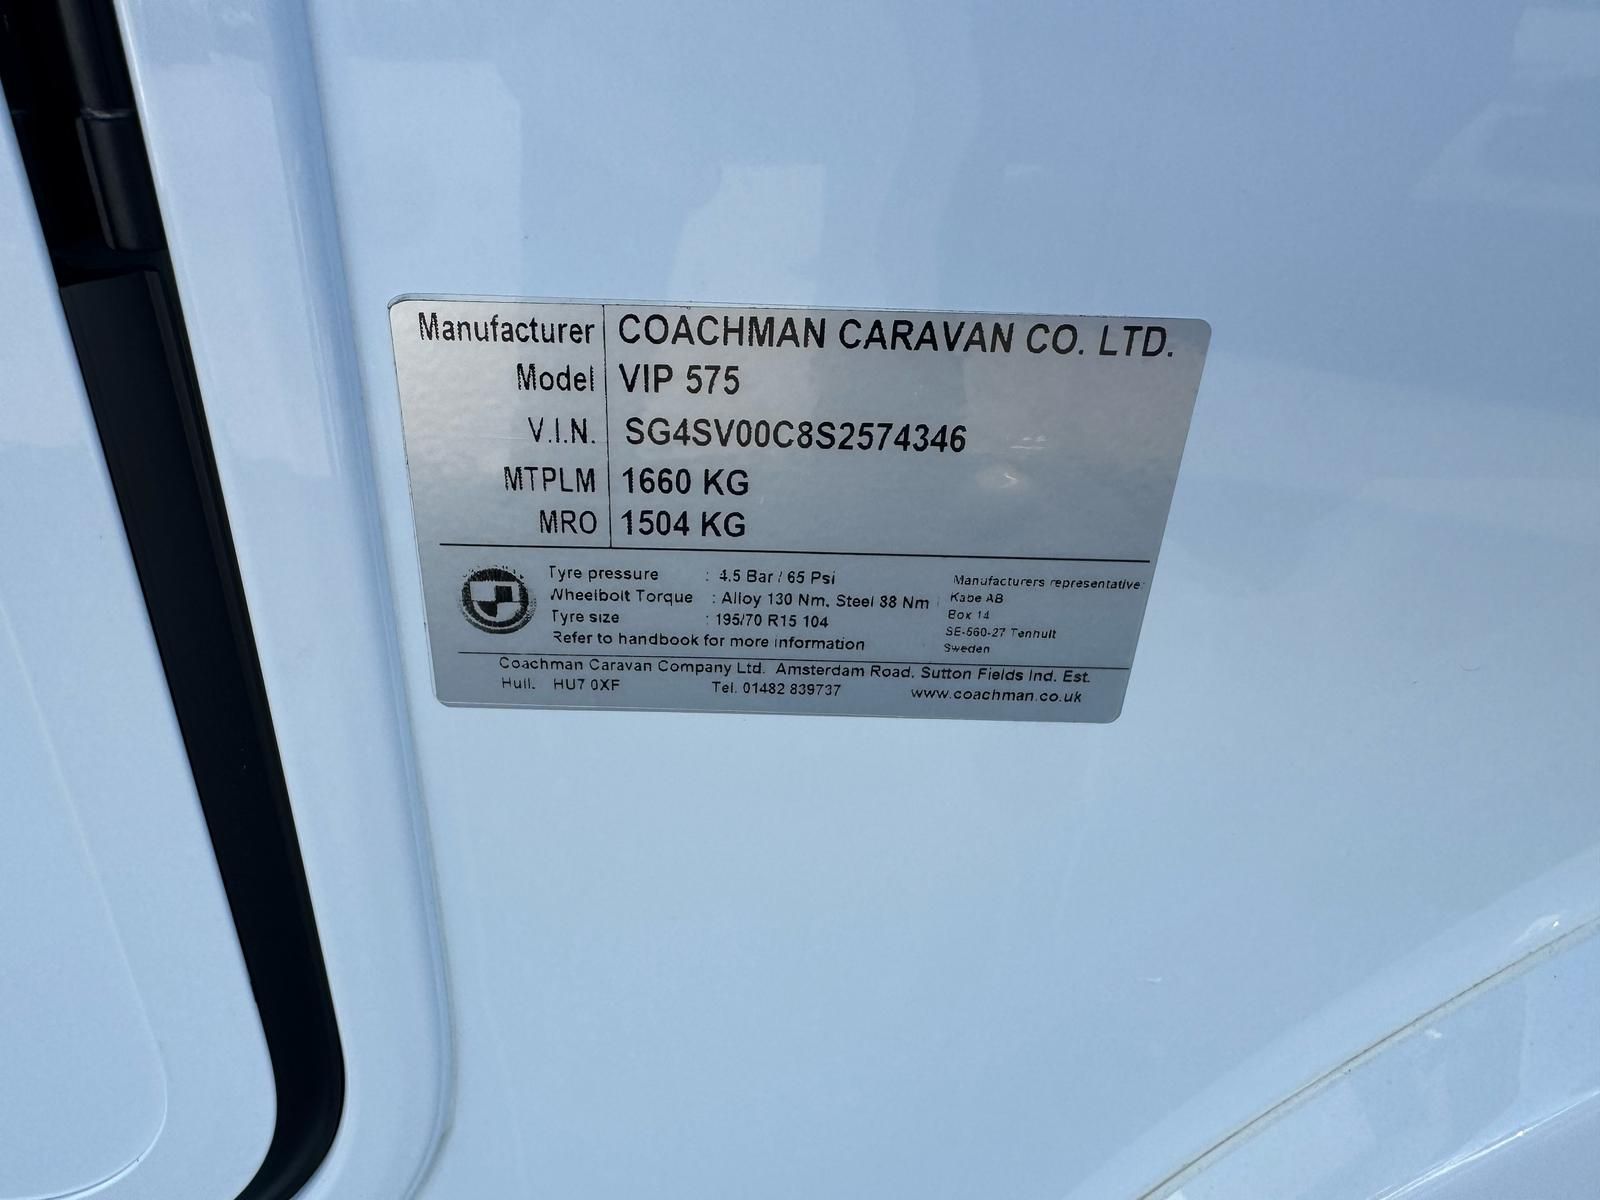 Manufacturer COACHMAN CARAVAN CO. LTD.
Model VIP 575
V.I.N. SG4SV00C8S2574346
MTPLM 1660 KG
MRO 1504 KG
Tyre pressure : 4.5 Bar / 65 Psi
Wheelbolt Torque : Alloy 130 Nm, Steel 88 Nm
Tyre size : 195/70 R15 104
Refer to handbook for more information
Manufacturers representative:
Kabe AB
Box 14
SE-560-27 Tenhult
Sweden
Coachman Caravan Company Ltd. Amsterdam Road, Sutton Fields Ind. Est.
Hull. HU7 0XF Tel. 01482 839737 www.coachman.co.uk